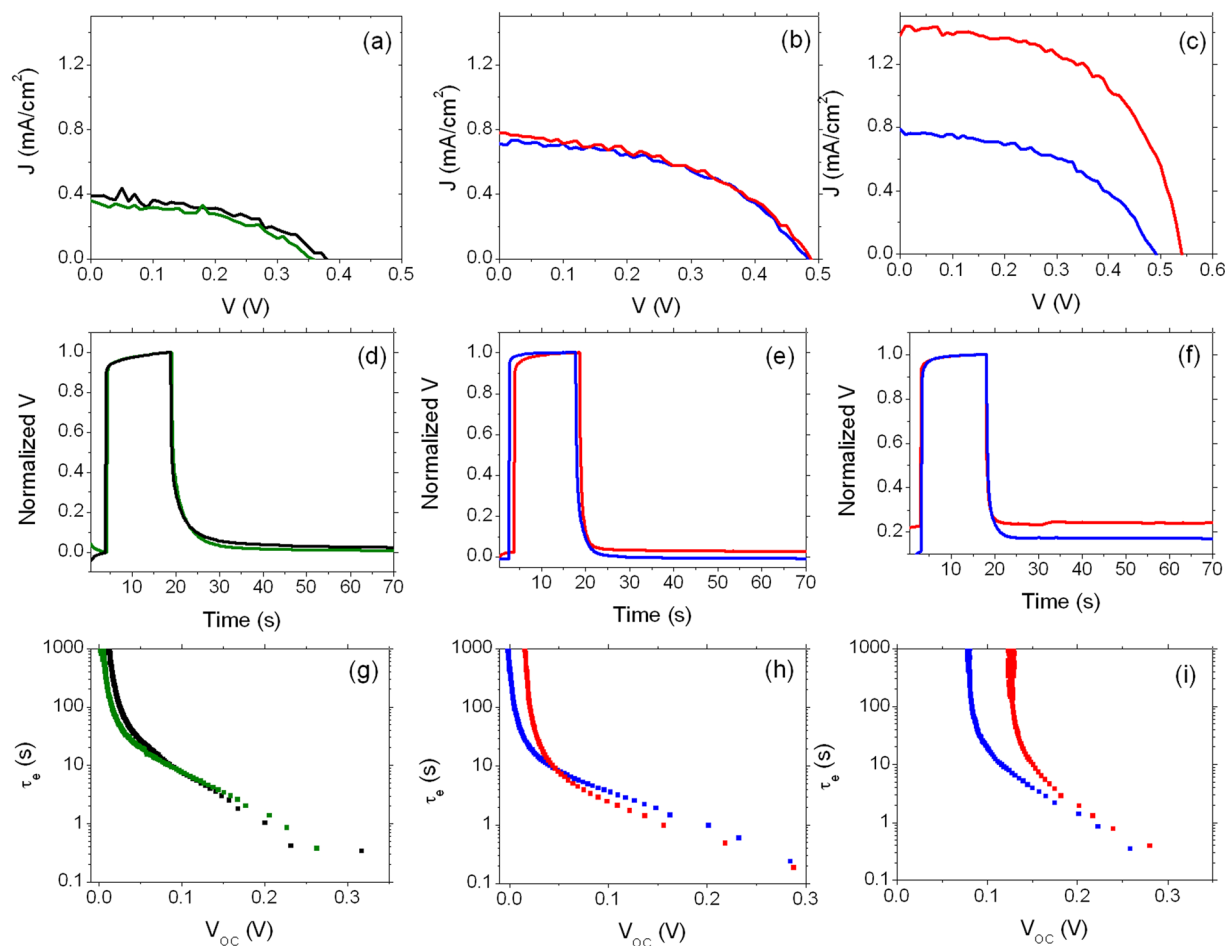 (a)
J (mA/cm²)
1.2
0.8
0.4
0.0
0.0 0.1 0.2 0.3 0.4 0.5
V (V)
(b)
J (mA/cm²)
1.2
0.8
0.4
0.0
0.0 0.1 0.2 0.3 0.4 0.5
V (V)
(c)
J (mA/cm²)
1.2
0.8
0.4
0.0
0.0 0.1 0.2 0.3 0.4 0.5 0.6
V (V)
(d)
Normalized V
1.0
0.8
0.6
0.4
0.2
0.0
10 20 30 40 50 60 70
Time (s)
(e)
Normalized V
1.0
0.8
0.6
0.4
0.2
0.0
10 20 30 40 50 60 70
Time (s)
(f)
Normalized V
1.0
0.8
0.6
0.4
0.2
10 20 30 40 50 60 70
Time (s)
(g)
τe (s)
1000
100
10
1
0.1
0.0 0.1 0.2 0.3
VOC (V)
(h)
τe (s)
1000
100
10
1
0.1
0.0 0.1 0.2 0.3
VOC (V)
(i)
τe (s)
1000
100
10
1
0.1
0.0 0.1 0.2 0.3
VOC (V)